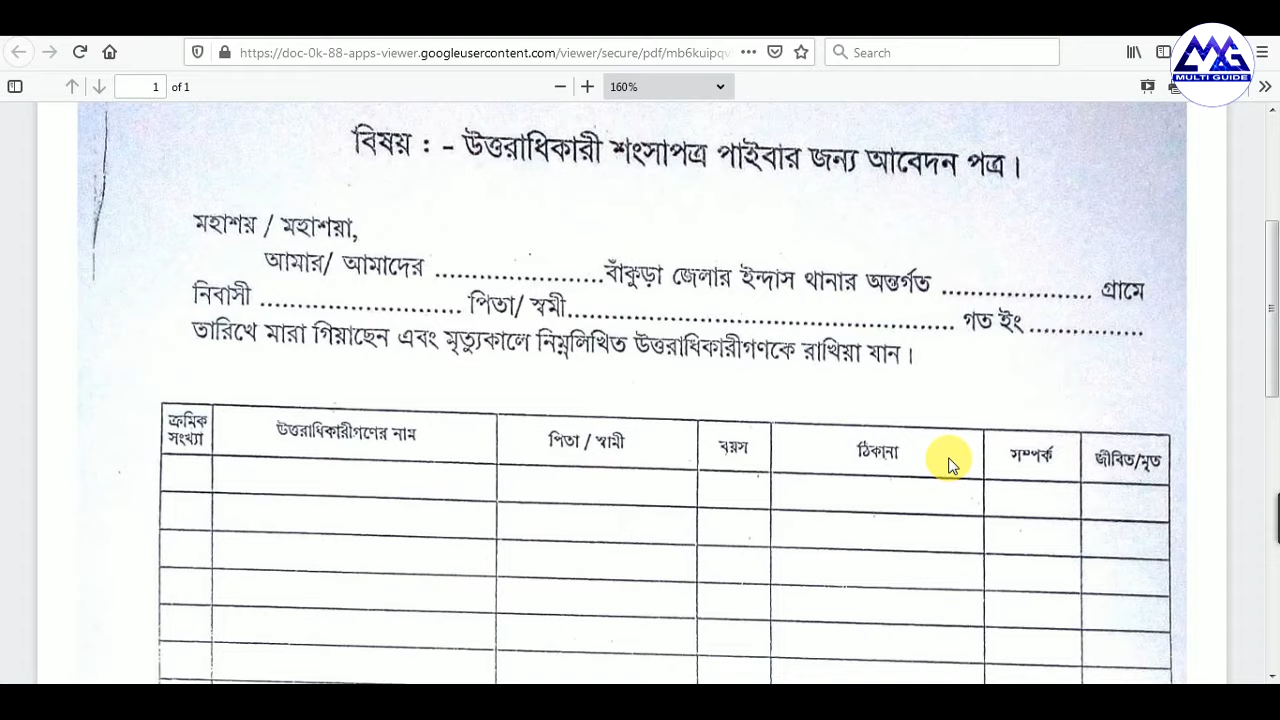 https://doc-0k-88-apps-viewer.googleusercontent.com/viewer/secure/pdf/mb6kuipqv
Search
MG
MULTI GUIDE
1 of 1
160%
বিষয় : - উত্তরাধিকারী শংসাপত্র পাইবার জন্য আবেদন পত্র।
মহাশয় / মহাশয়া,
আমার/ আমাদের ......................বাঁকুড়া জেলার ইন্দাস থানার অন্তর্গত .................... গ্রামে
নিবাসী .......................... পিতা/ স্বামী.................................................. গত ইং ...............
তারিখে মারা গিয়াছেন এবং মৃত্যুকালে নিম্নলিখিত উত্তরাধিকারীগণকে রাখিয়া যান।
ক্রমিক সংখ্যা উত্তরাধিকারীগণের নাম পিতা / স্বামী বয়স ঠিকানা সম্পর্ক জীবিত/মৃত